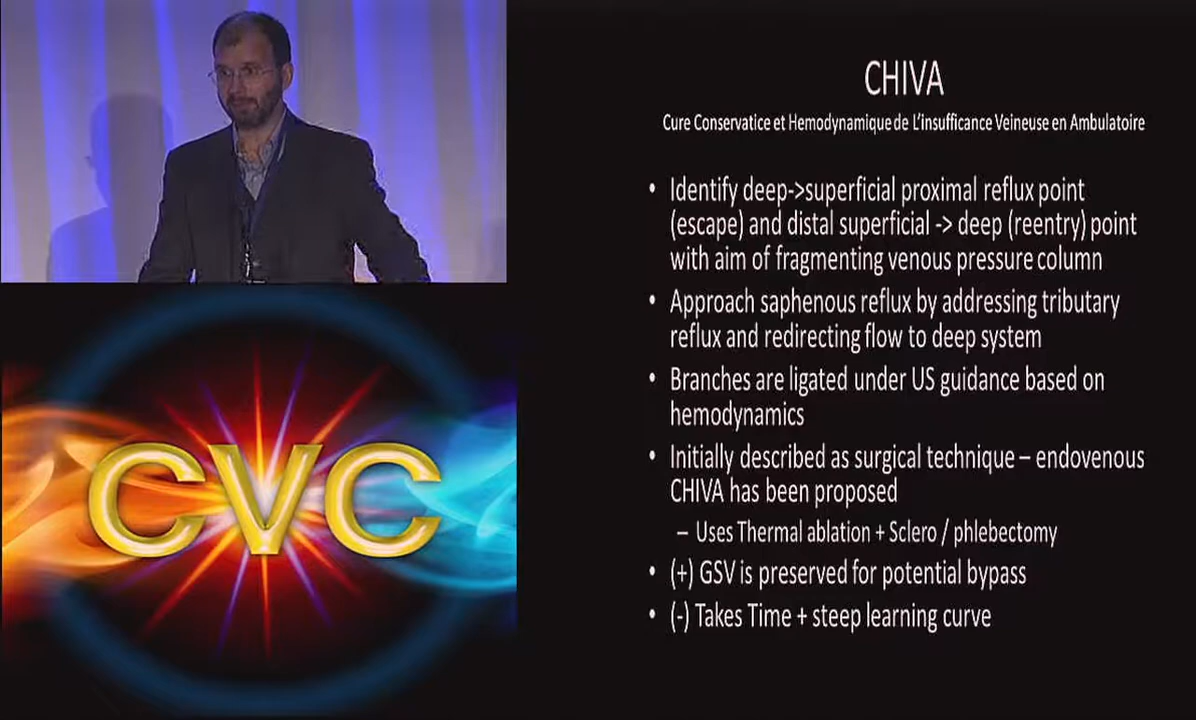 CHIVA
Cure Conservatice et Hemodynamique de L'insufficance Veineuse en Ambulatoire
• Identify deep->superficial proximal reflux point
(escape) and distal superficial -> deep (reentry) point
with aim of fragmenting venous pressure column
• Approach saphenous reflux by addressing tributary
reflux and redirecting flow to deep system
• Branches are ligated under US guidance based on
hemodynamics
• Initially described as surgical technique – endovenous
CHIVA has been proposed
– Uses Thermal ablation + Sclero / phlebectomy
• (+) GSV is preserved for potential bypass
• (-) Takes Time + steep learning curve
CVC